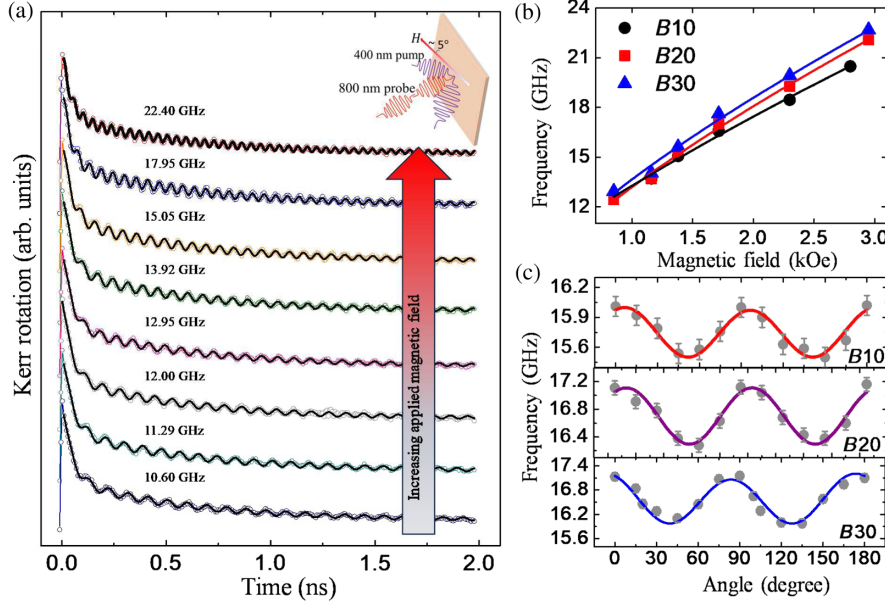 (a)
H
~ 5°
400 nm pump
800 nm probe
22.40 GHz
17.95 GHz
15.05 GHz
13.92 GHz
12.95 GHz
12.00 GHz
11.29 GHz
10.60 GHz
Increasing applied magnetic field
Kerr rotation (arb. units)
0.0 0.5 1.0 1.5 2.0
Time (ns)
(b)
B10
B20
B30
24
21
18
15
12
Frequency (GHz)
1.0 1.5 2.0 2.5 3.0
Magnetic field (kOe)
(c)
16.2
15.9
15.6
B10
17.2
16.8
16.4
B20
17.4
16.8
16.2
15.6
B30
Frequency (GHz)
0 30 60 90 120 150 180
Angle (degree)